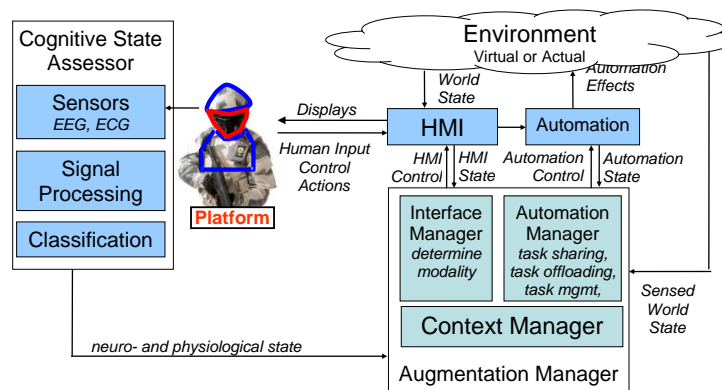 Cognitive State
Assessor
Sensors
EEG, ECG
Signal
Processing
Classification
Platform
Environment
Virtual or Actual
World
State
Automation
Effects
Displays
Human Input
Control
Actions
HMI
Automation
HMI
Control
HMI
State
Automation
Control
Automation
State
Interface
Manager
determine
modality
Automation
Manager
task sharing,
task offloading,
task mgmt,
Context Manager
Augmentation Manager
Sensed
World
State
neuro- and physiological state